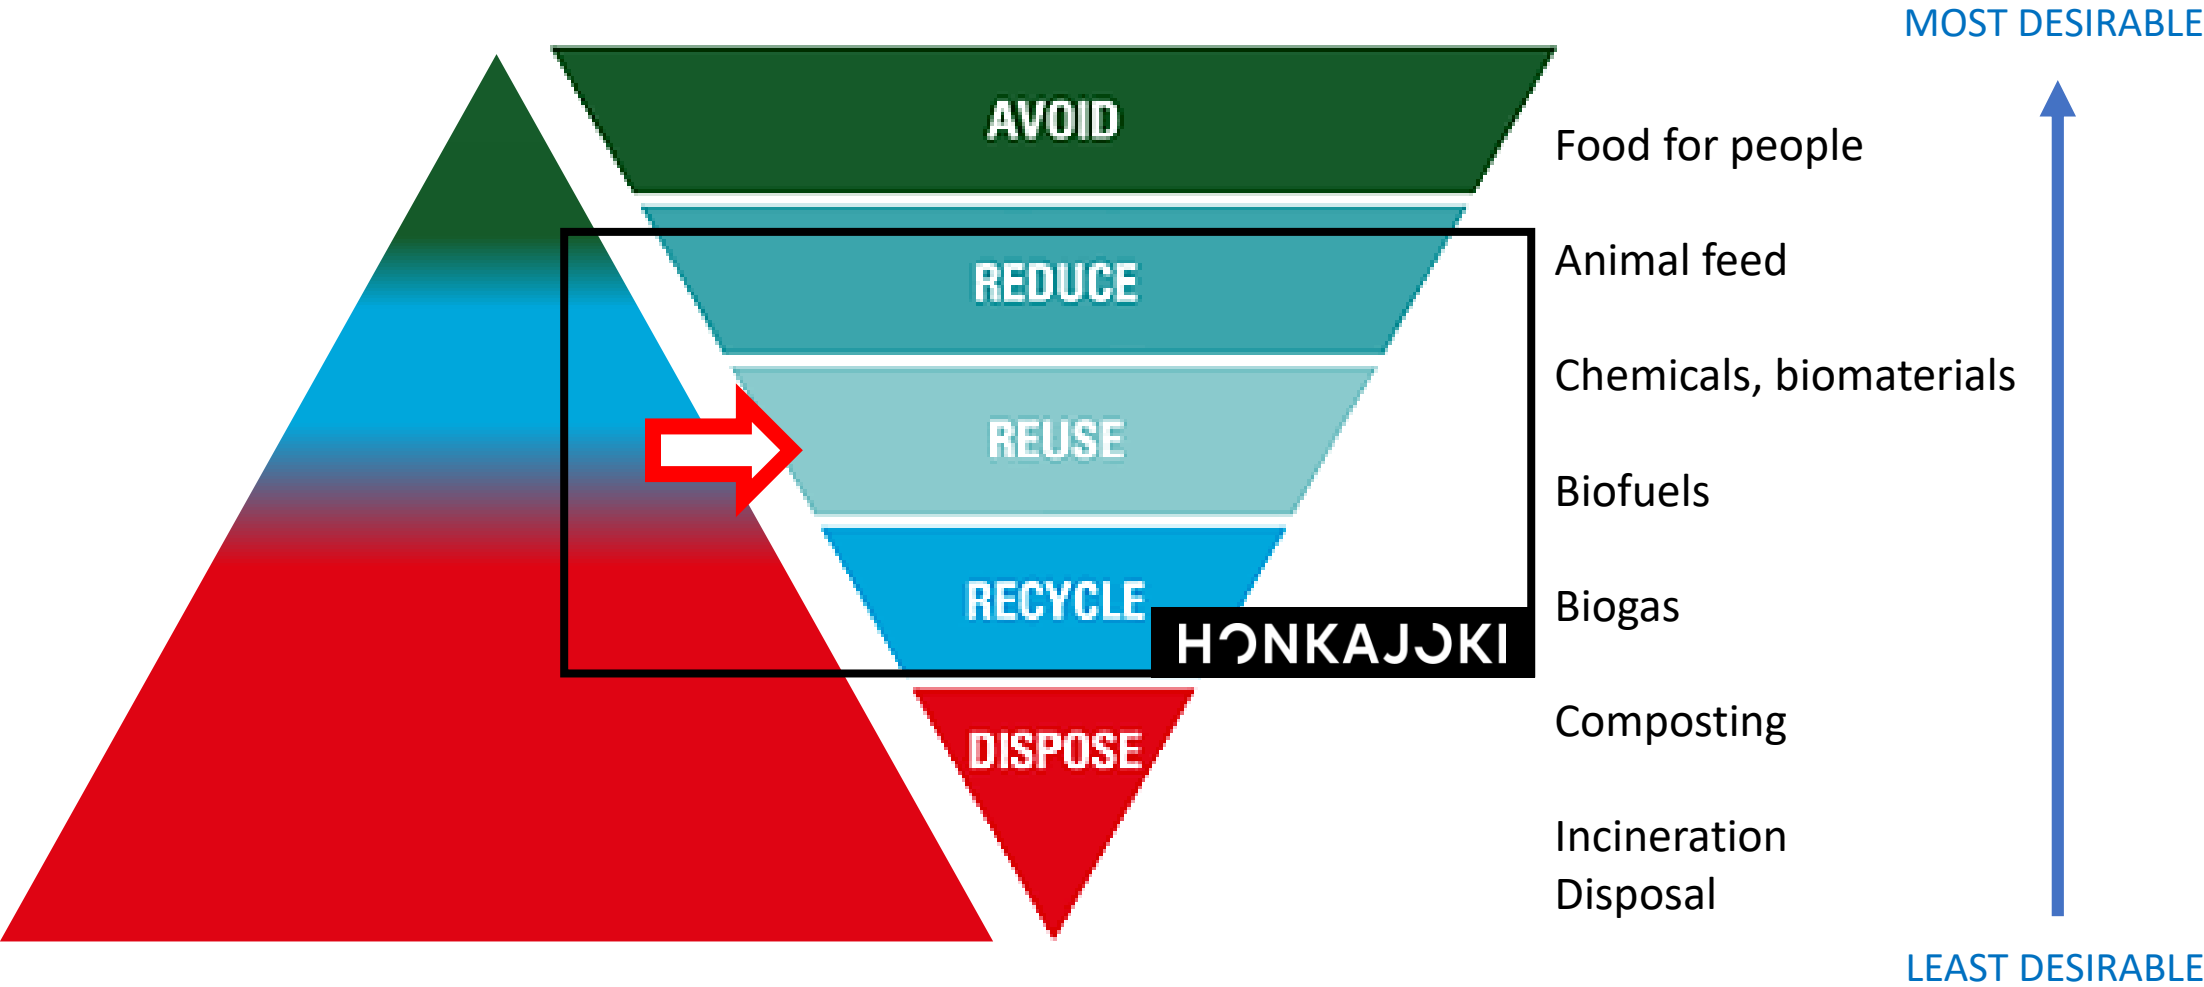 MOST DESIRABLE
AVOID
Food for people
REDUCE
Animal feed
Chemicals, biomaterials
REUSE
Biofuels
RECYCLE
Biogas
HONKAJOKI
Composting
DISPOSE
Incineration
Disposal
LEAST DESIRABLE